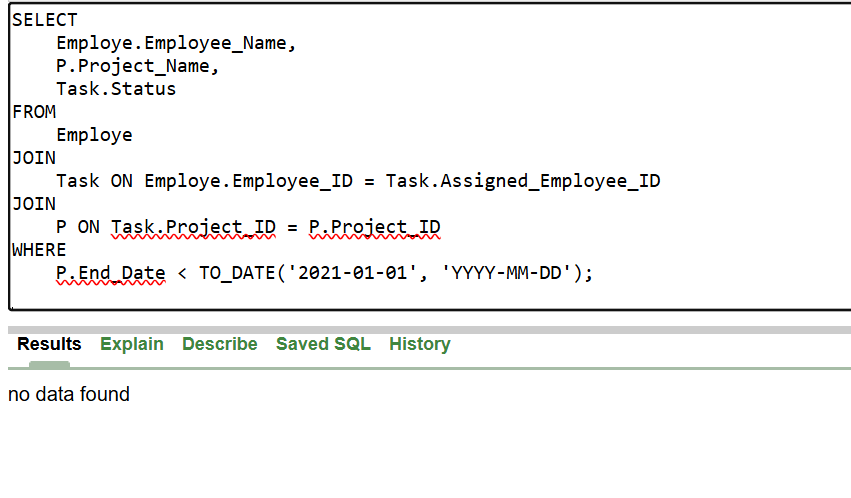 SELECT
Employe.Employee_Name,
P.Project_Name,
Task.Status
FROM
Employe
JOIN
Task ON Employe.Employee_ID = Task.Assigned_Employee_ID
JOIN
P ON Task.Project_ID = P.Project_ID
WHERE
P.End_Date < TO_DATE('2021-01-01', 'YYYY-MM-DD');
Results Explain Describe Saved SQL History
no data found